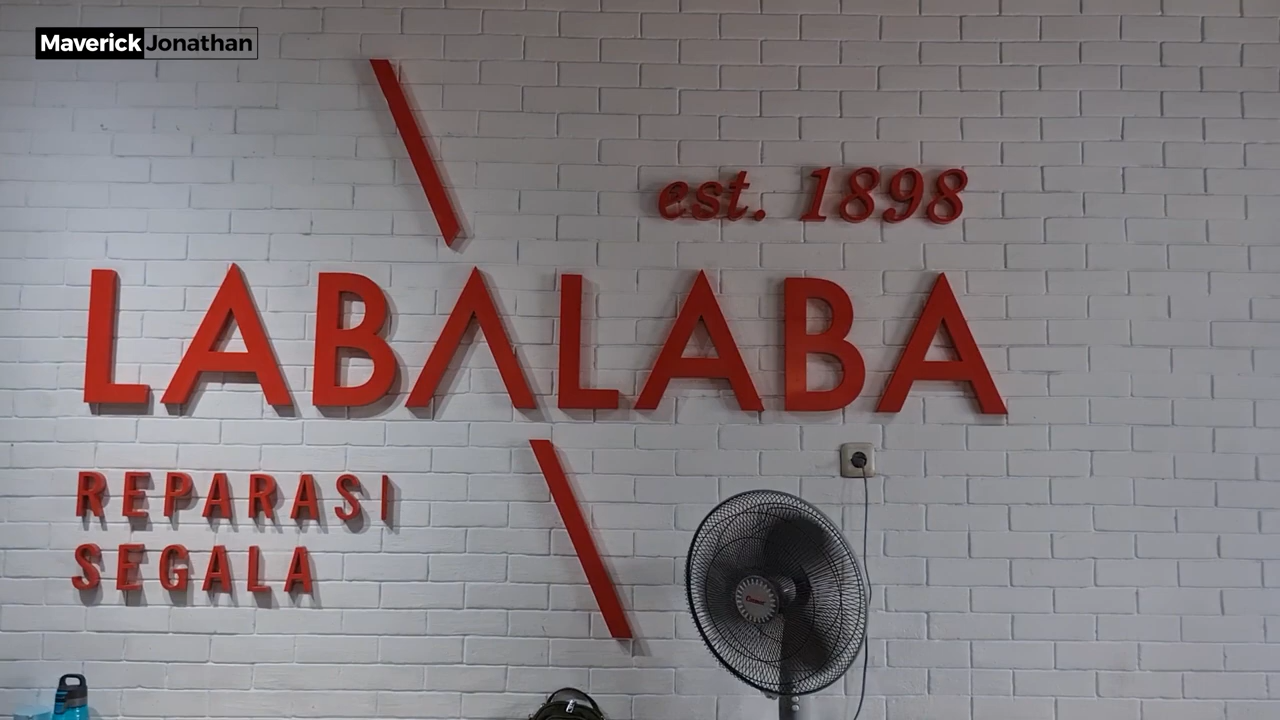 MaverickJonathan
est. 1898
LABALABA
REPARASI
SEGALA